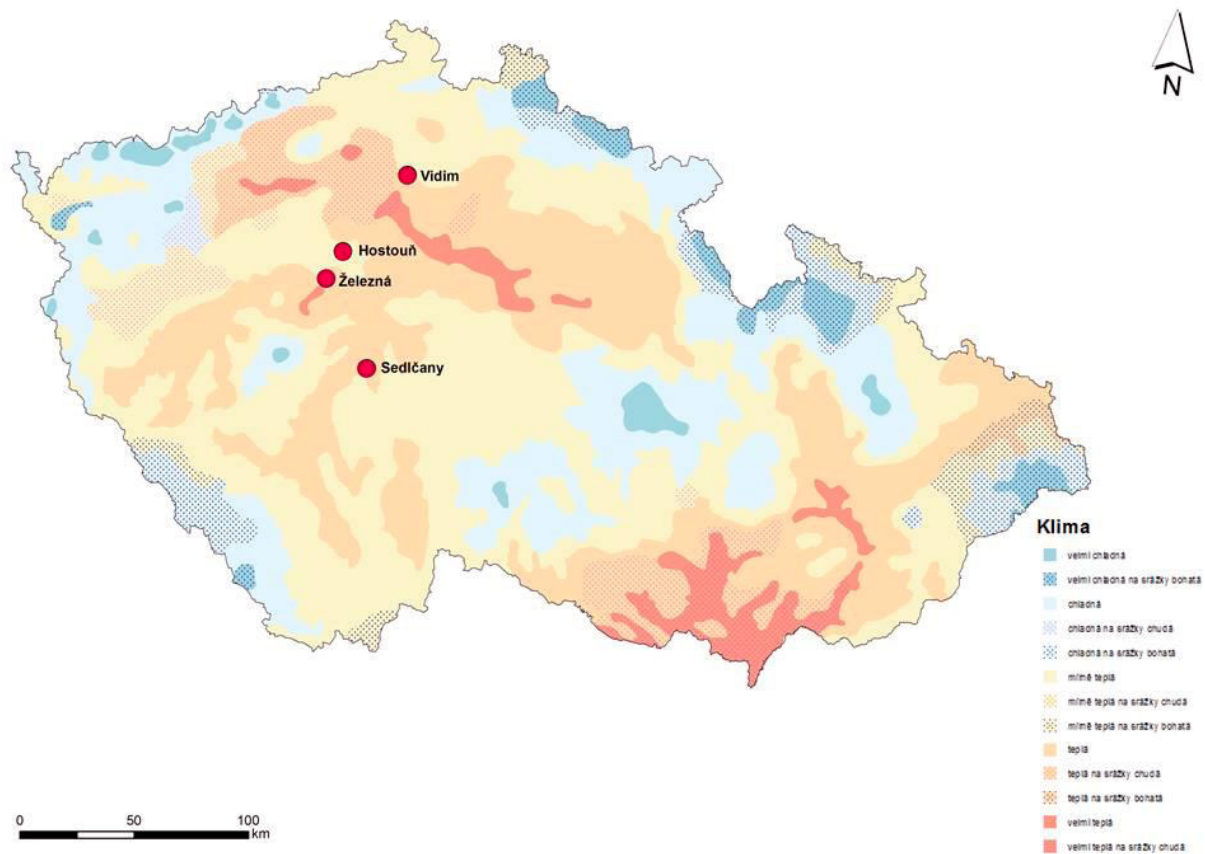 N
Vidim
Hostouň
Železná
Sedlčany
Klima
velmi chladná
velmi chladná na srážky bohatá
chladná
chladná na srážky chudá
chladná na srážky bohatá
mírně teplá
mírně teplá na srážky chudá
mírně teplá na srážky bohatá
teplá
teplá na srážky chudá
teplá na srážky bohatá
velmi teplá
velmi teplá na srážky chudá
0 50 100
km